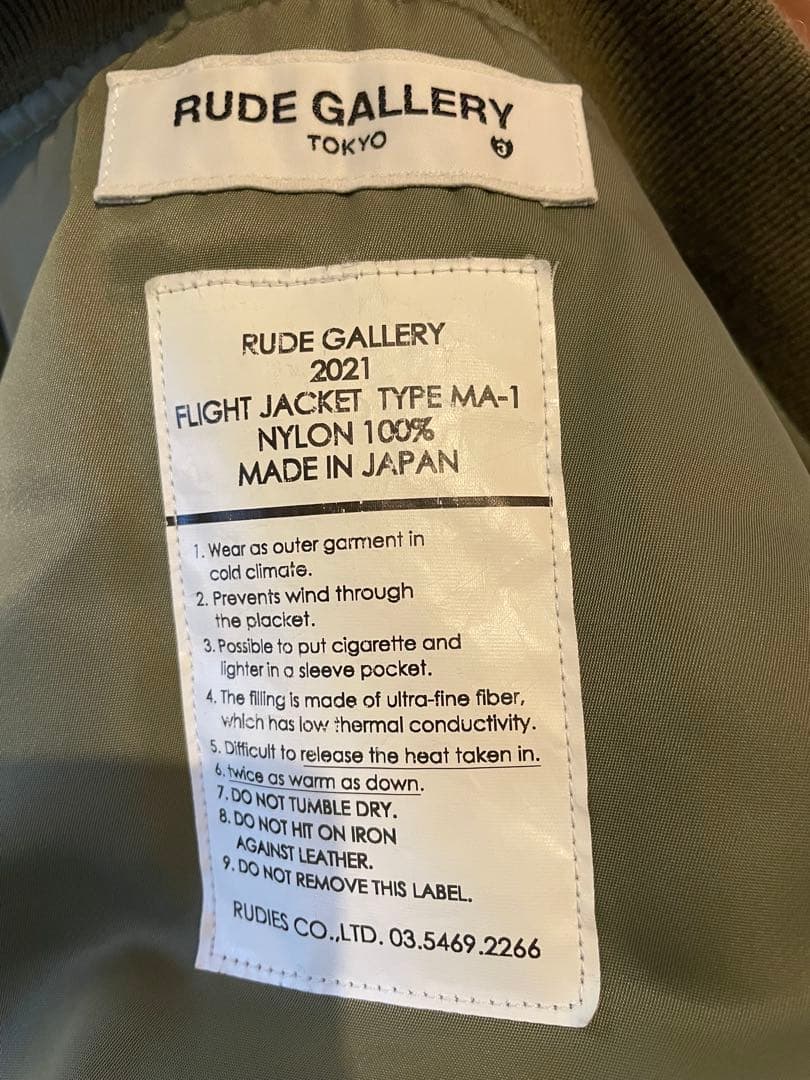 RUDE GALLERY
TOKYO
RUDE GALLERY
2021
FLIGHT JACKET TYPE MA-1
NYLON 100%
MADE IN JAPAN
1. Wear as outer garment in
cold climate.
2. Prevents wind through
the placket.
3. Possible to put cigarette and
lighter in a sleeve pocket.
4. The filling is made of ultra-fine fiber,
which has low thermal conductivity.
5. Difficult to release the heat taken in.
6. twice as warm as down.
7. DO NOT TUMBLE DRY.
8. DO NOT HIT ON IRON
AGAINST LEATHER.
9. DO NOT REMOVE THIS LABEL.
RUDIES CO.,LTD. 03.5469.2266